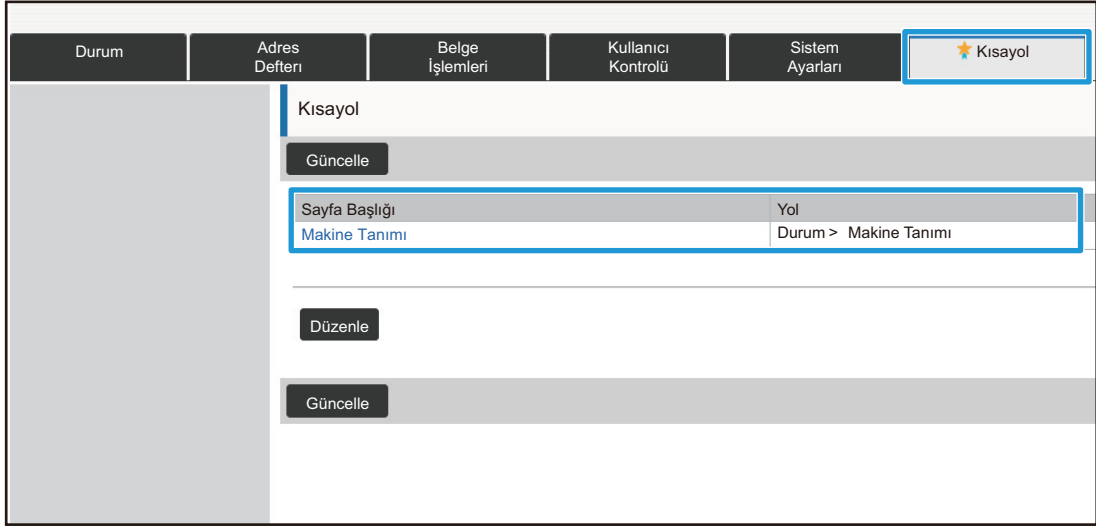 Durum
Adres
Defterı
Belge
İşlemleri
Kullanıcı
Kontrolü
Sistem
Ayarları
Kısayol
Kısayol
Güncelle
Sayfa Başlığı Yol
Makine Tanımı Durum > Makine Tanımı
Düzenle
Güncelle